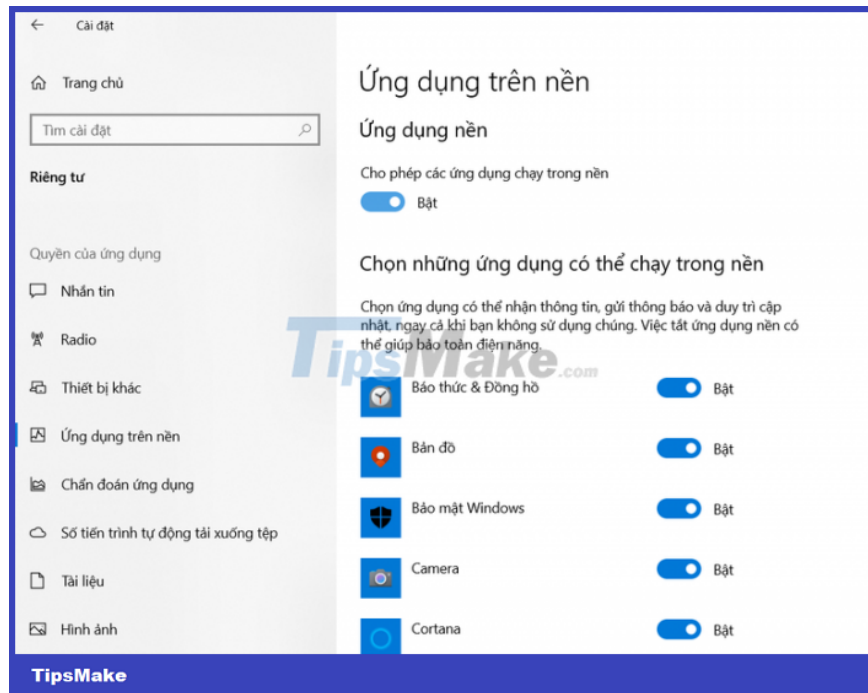 Cài đặt
Trang chủ
Tìm cài đặt
Riêng tư
Quyền của ứng dụng
Nhắn tin
Radio
Thiết bị khác
Ứng dụng trên nền
Chẩn đoán ứng dụng
Số tiến trình tự động tải xuống tệp
Tài liệu
Hình ảnh
Ứng dụng trên nền
Ứng dụng nền
Cho phép các ứng dụng chạy trong nền
Bật
Chọn những ứng dụng có thể chạy trong nền
Chọn ứng dụng có thể nhận thông tin, gửi thông báo và duy trì cập
nhật, ngay cả khi bạn không sử dụng chúng. Việc tắt ứng dụng nền có
thể giúp bảo toàn điện năng.
TipsMake.com
Báo thức & Đồng hồ Bật
Bản đồ Bật
Bảo mật Windows Bật
Camera Bật
Cortana Bật
TipsMake